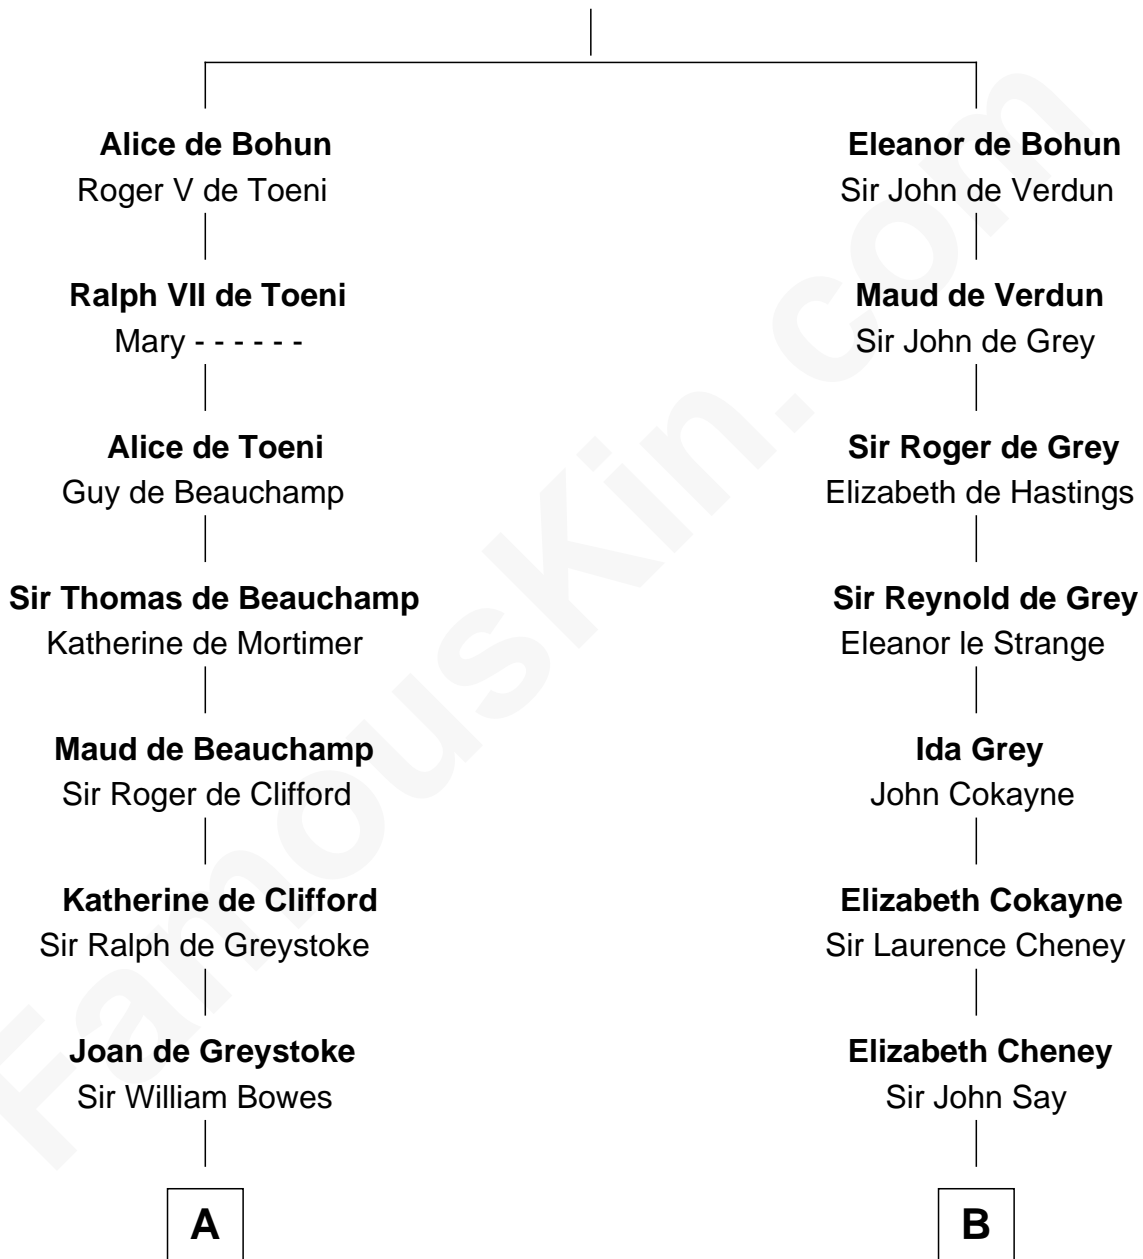 Alice de Bohun
Roger V de Toeni
Ralph VII de Toeni
Mary - - - - - -
Alice de Toeni
Guy de Beauchamp
Sir Thomas de Beauchamp
Katherine de Mortimer
Maud de Beauchamp
Sir Roger de Clifford
Katherine de Clifford
Sir Ralph de Greystoke
Joan de Greystoke
Sir William Bowes
A
Eleanor de Bohun
Sir John de Verdun
Maud de Verdun
Sir John de Grey
Sir Roger de Grey
Elizabeth de Hastings
Sir Reynold de Grey
Eleanor le Strange
Ida Grey
John Cokayne
Elizabeth Cokayne
Sir Laurence Cheney
Elizabeth Cheney
Sir John Say
B
FamousKin.com